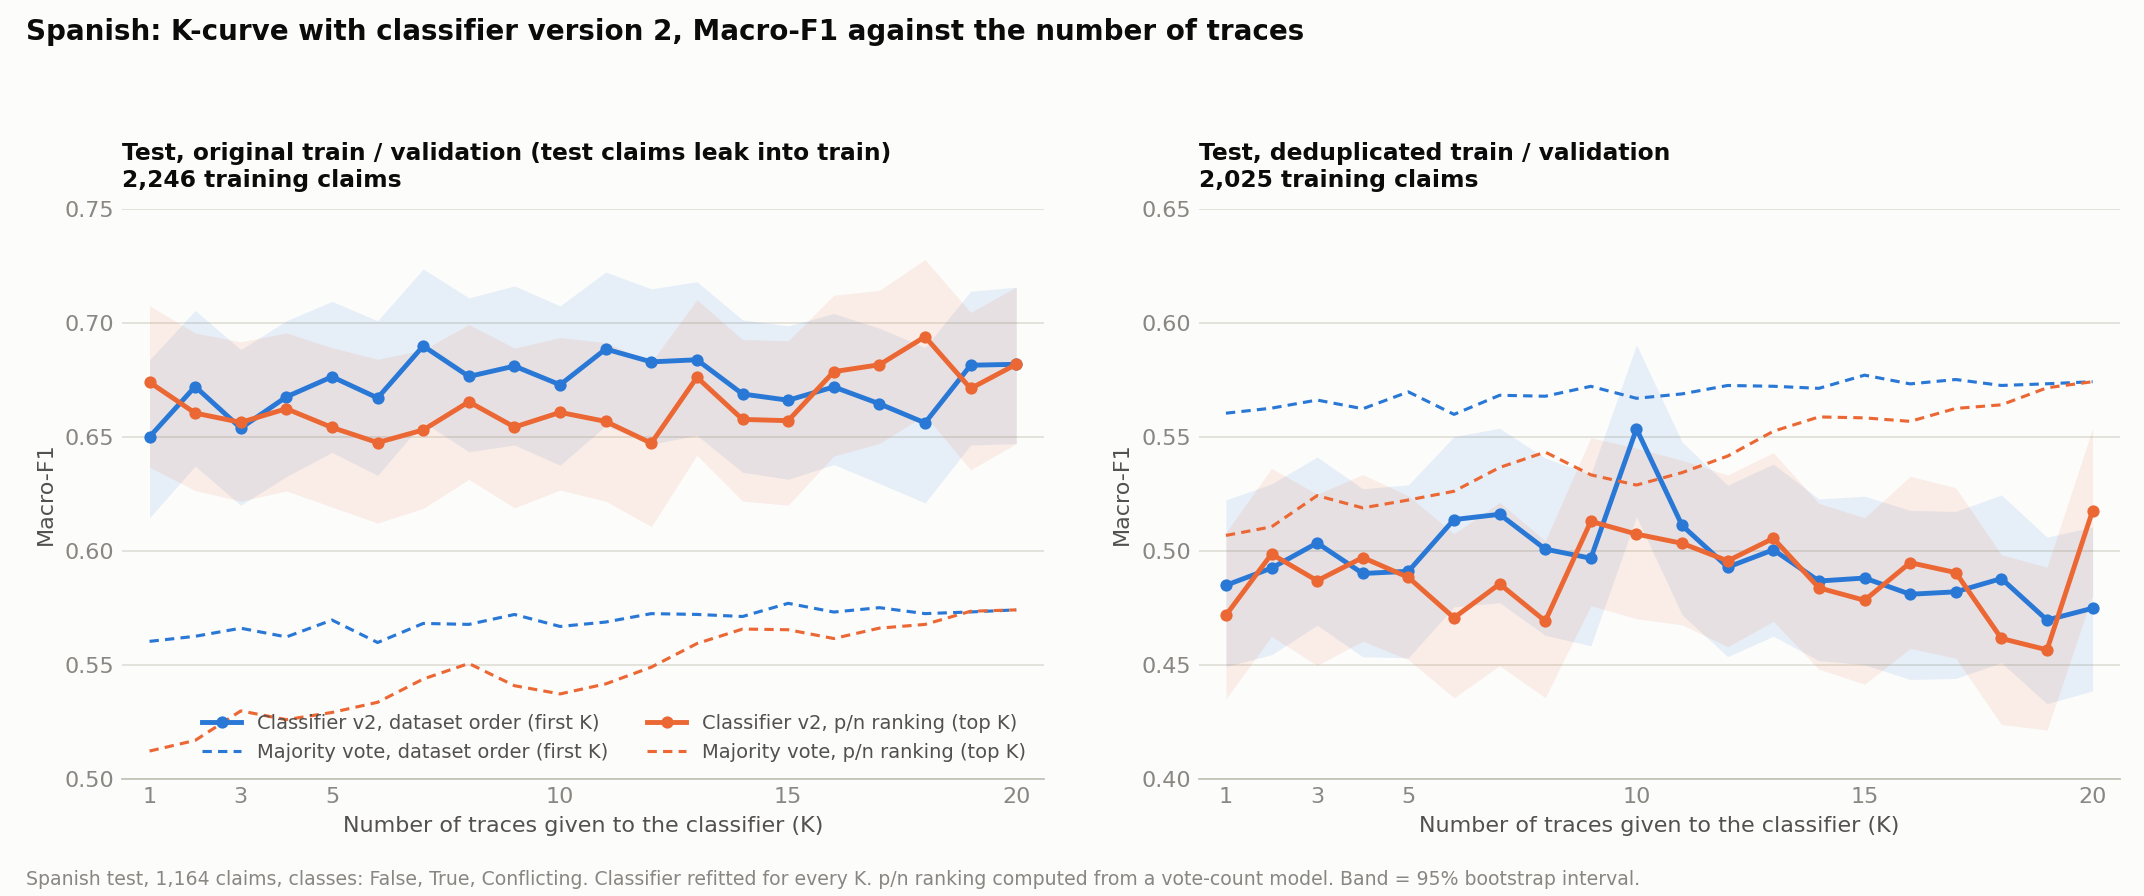 Spanish: K-curve with classifier version 2, Macro-F1 against the number of traces
Test, original train / validation (test claims leak into train)
2,246 training claims
0.75
0.70
0.65
0.60
0.55
0.50
Macro-F1
Classifier v2, dataset order (first K)
Majority vote, dataset order (first K)
Classifier v2, p/n ranking (top K)
Majority vote, p/n ranking (top K)
1 3 5 10 15 20
Number of traces given to the classifier (K)
Test, deduplicated train / validation
2,025 training claims
0.65
0.60
0.55
0.50
0.45
0.40
Macro-F1
1 3 5 10 15 20
Number of traces given to the classifier (K)
Spanish test, 1,164 claims, classes: False, True, Conflicting. Classifier refitted for every K. p/n ranking computed from a vote-count model. Band = 95% bootstrap interval.